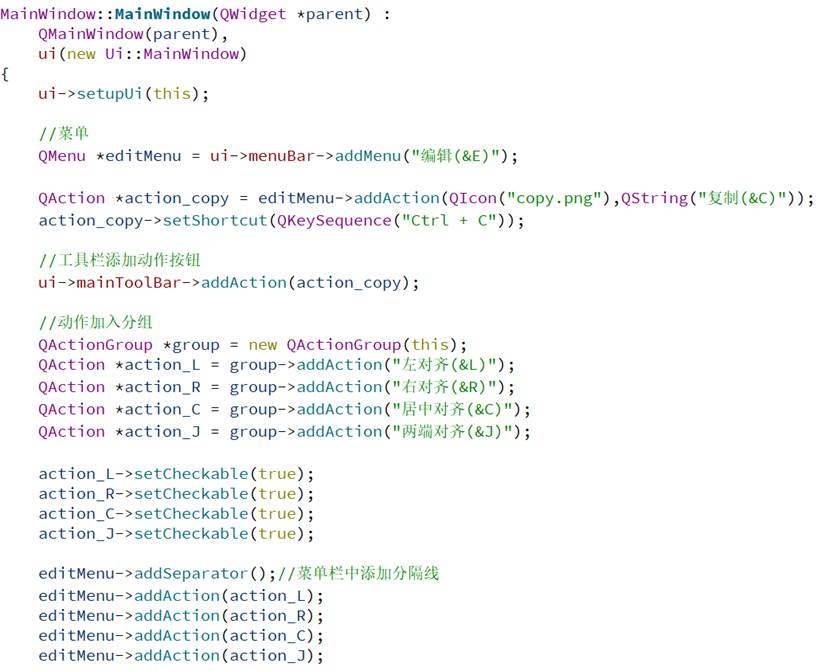 MainWindow::MainWindow(QWidget *parent) :
    QMainWindow(parent),
    ui(new Ui::MainWindow)
{
    ui->setupUi(this);

    //菜单
    QMenu *editMenu = ui->menuBar->addMenu("编辑(&E)");

    QAction *action_copy = editMenu->addAction(QIcon("copy.png"),QString("复制(&C)"));
    action_copy->setShortcut(QKeySequence("Ctrl + C"));

    //工具栏添加动作按钮
    ui->mainToolBar->addAction(action_copy);

    //动作加入分组
    QActionGroup *group = new QActionGroup(this);
    QAction *action_L = group->addAction("左对齐(&L)");
    QAction *action_R = group->addAction("右对齐(&R)");
    QAction *action_C = group->addAction("居中对齐(&C)");
    QAction *action_J = group->addAction("两端对齐(&J)");

    action_L->setCheckable(true);
    action_R->setCheckable(true);
    action_C->setCheckable(true);
    action_J->setCheckable(true);

    editMenu->addSeparator();//菜单栏中添加分隔线
    editMenu->addAction(action_L);
    editMenu->addAction(action_R);
    editMenu->addAction(action_C);
    editMenu->addAction(action_J);